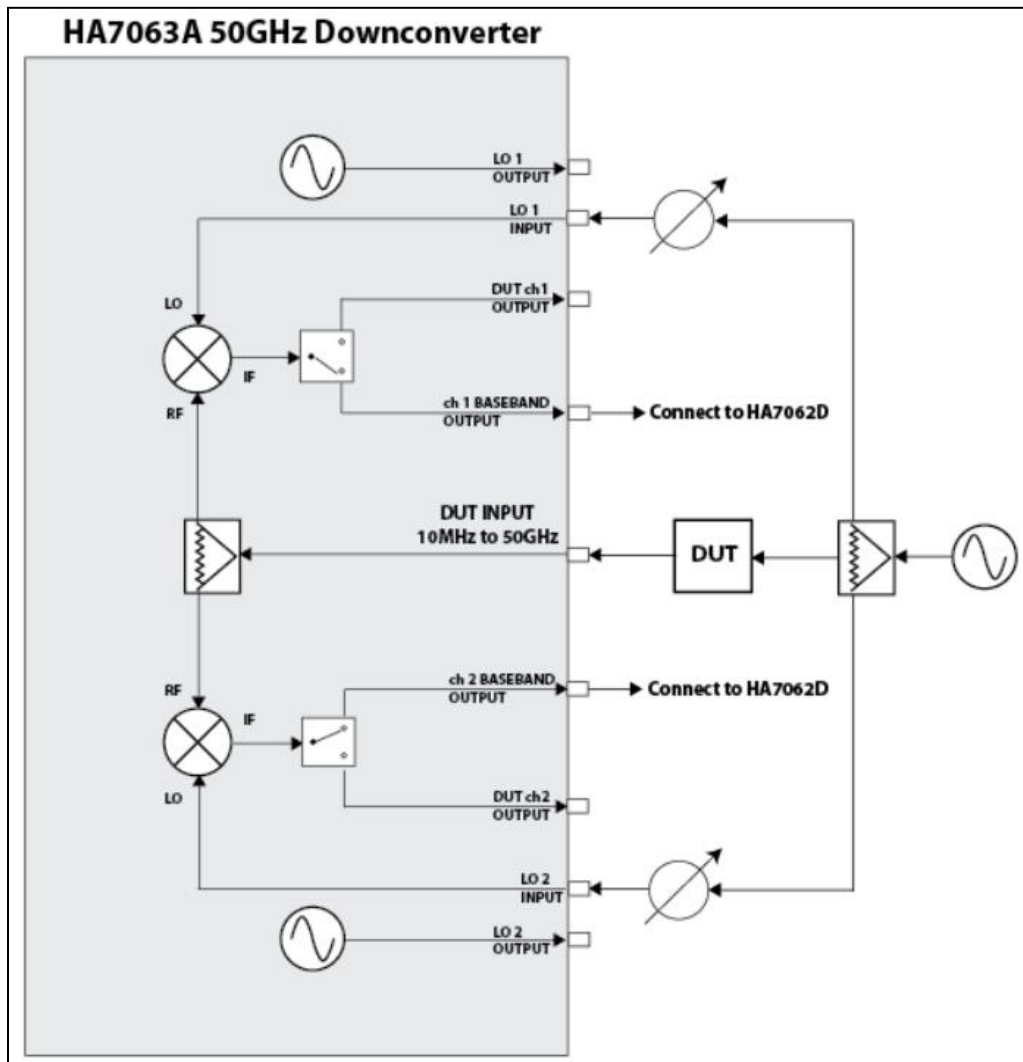 HA7063A 50GHz Downconverter
LO 1
OUTPUT
LO 1
INPUT
LO
DUT ch1
OUTPUT
IF
RF
ch 1 BASEBAND
OUTPUT
Connect to HA7062D
DUT INPUT
10MHz to 50GHz
DUT
RF
ch 2 BASEBAND
OUTPUT
Connect to HA7062D
IF
LO
DUT ch2
OUTPUT
LO 2
INPUT
LO 2
OUTPUT